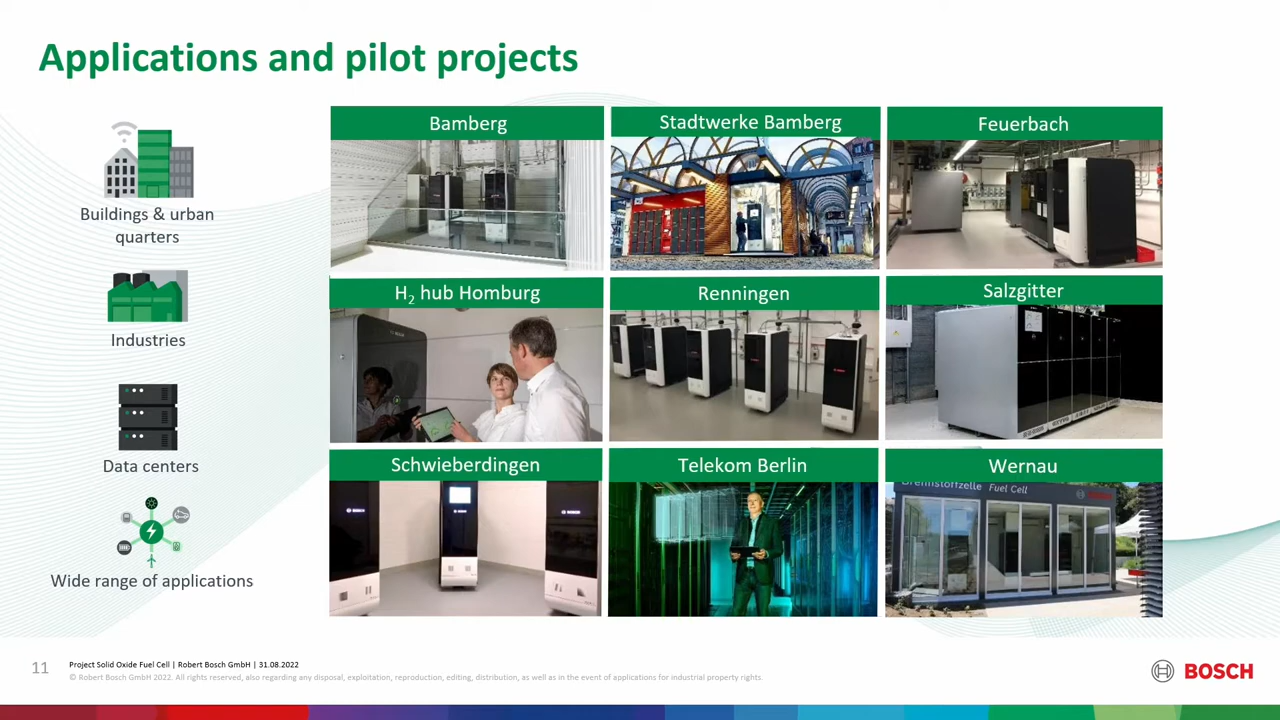 Applications and pilot projects
Buildings & urban
quarters
Industries
Data centers
Wide range of applications
Bamberg
Stadtwerke Bamberg
Feuerbach
H₂ hub Homburg
Renningen
Salzgitter
Schwieberdingen
Telekom Berlin
Wernau
BOSCH
BOSCH
Brennstoffzelle Fuel Cell
BOSCH
11
Project Solid Oxide Fuel Cell | Robert Bosch GmbH | 31.08.2022
© Robert Bosch GmbH 2022. All rights reserved, also regarding any disposal, exploitation, reproduction, editing, distribution, as well as in the event of applications for industrial property rights.
BOSCH